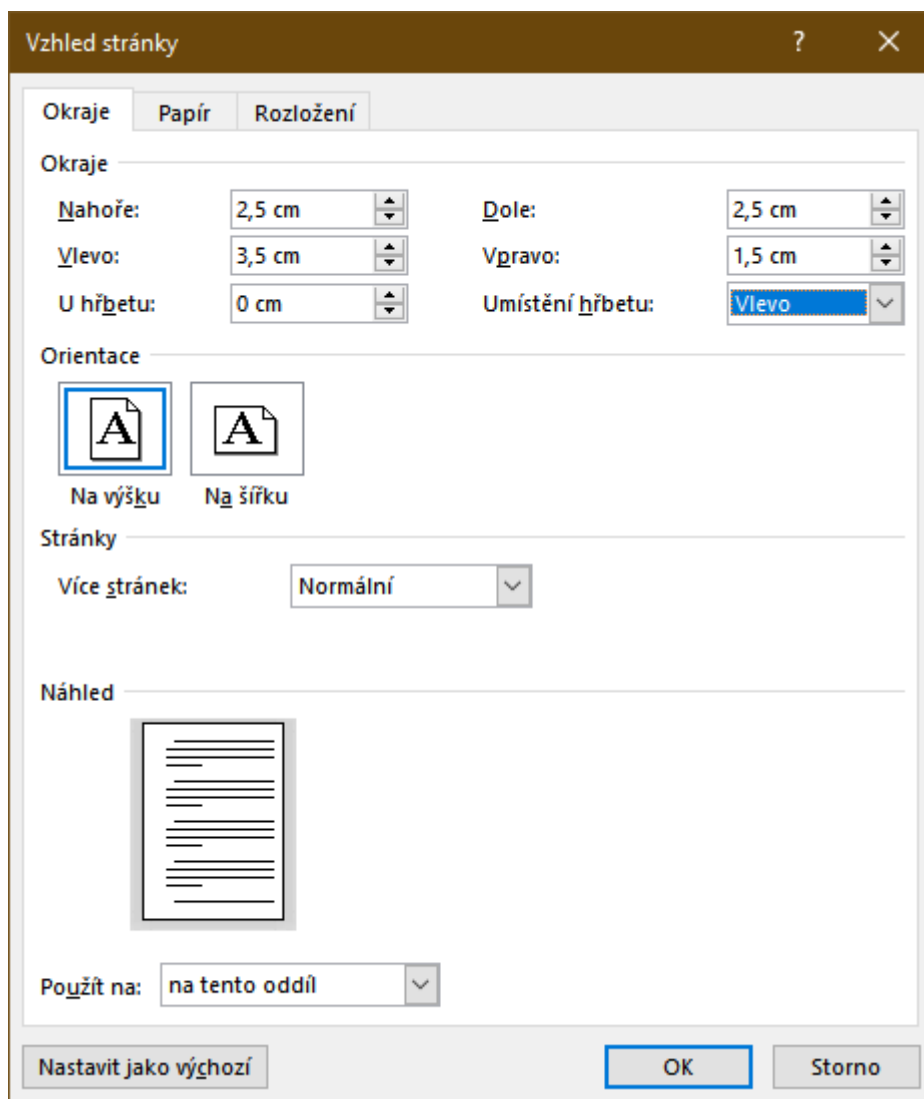 Vzhled stránky ?
Okraje Papír Rozložení
Okraje
Nahoře: 2,5 cm Dole: 2,5 cm
Vlevo: 3,5 cm Vpravo: 1,5 cm
U hřbetu: 0 cm Umístění hřbetu: Vlevo
Orientace
A A
Na výšku Na šířku
Stránky
Více stránek: Normální
Náhled
Použít na: na tento oddíl
Nastavit jako výchozí OK Storno